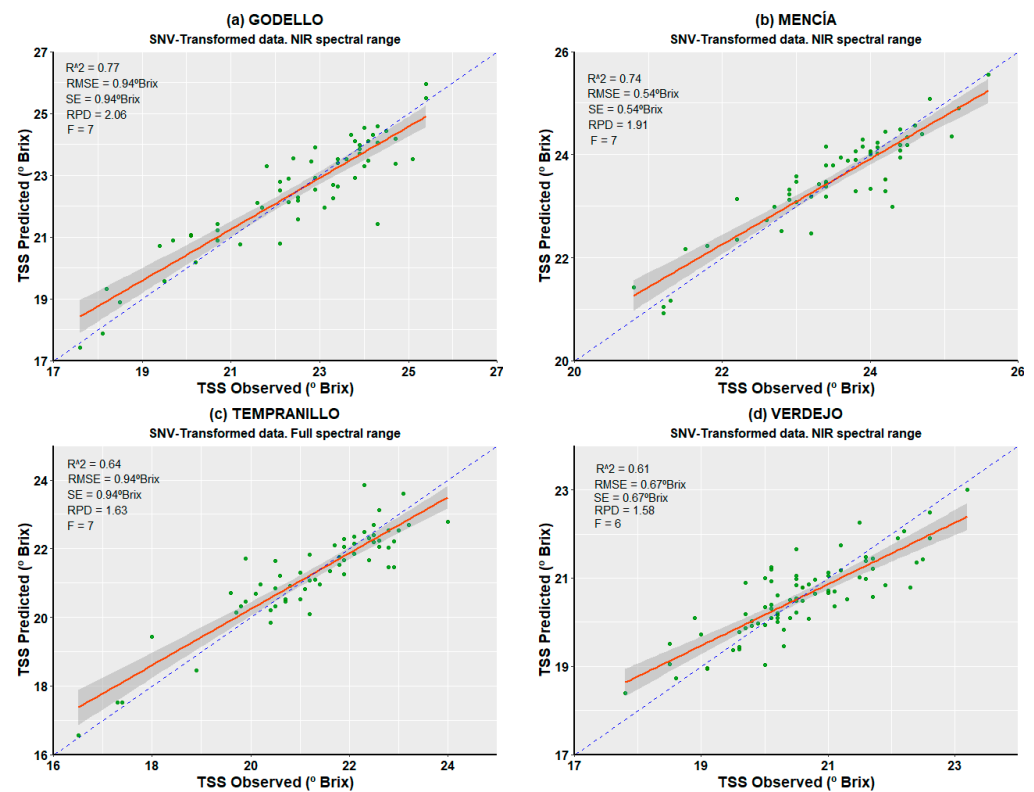 (a) GODELLO
SNV-Transformed data. NIR spectral range
R^2 = 0.77
RMSE = 0.94ºBrix
SE = 0.94ºBrix
RPD = 2.06
F = 7
27
25
23
21
19
17
TSS Predicted (º Brix)
17 19 21 23 25 27
TSS Observed (º Brix)
(b) MENCÍA
SNV-Transformed data. NIR spectral range
R^2 = 0.74
RMSE = 0.54ºBrix
SE = 0.54ºBrix
RPD = 1.91
F = 7
26
24
22
20
TSS Predicted (º Brix)
20 22 24 26
TSS Observed (º Brix)
(c) TEMPRANILLO
SNV-Transformed data. Full spectral range
R^2 = 0.64
RMSE = 0.94ºBrix
SE = 0.94ºBrix
RPD = 1.63
F = 7
24
22
20
18
16
TSS Predicted (º Brix)
16 18 20 22 24
TSS Observed (º Brix)
(d) VERDEJO
SNV-Transformed data. NIR spectral range
R^2 = 0.61
RMSE = 0.67ºBrix
SE = 0.67ºBrix
RPD = 1.58
F = 6
23
21
19
17
TSS Predicted (º Brix)
17 19 21 23
TSS Observed (º Brix)